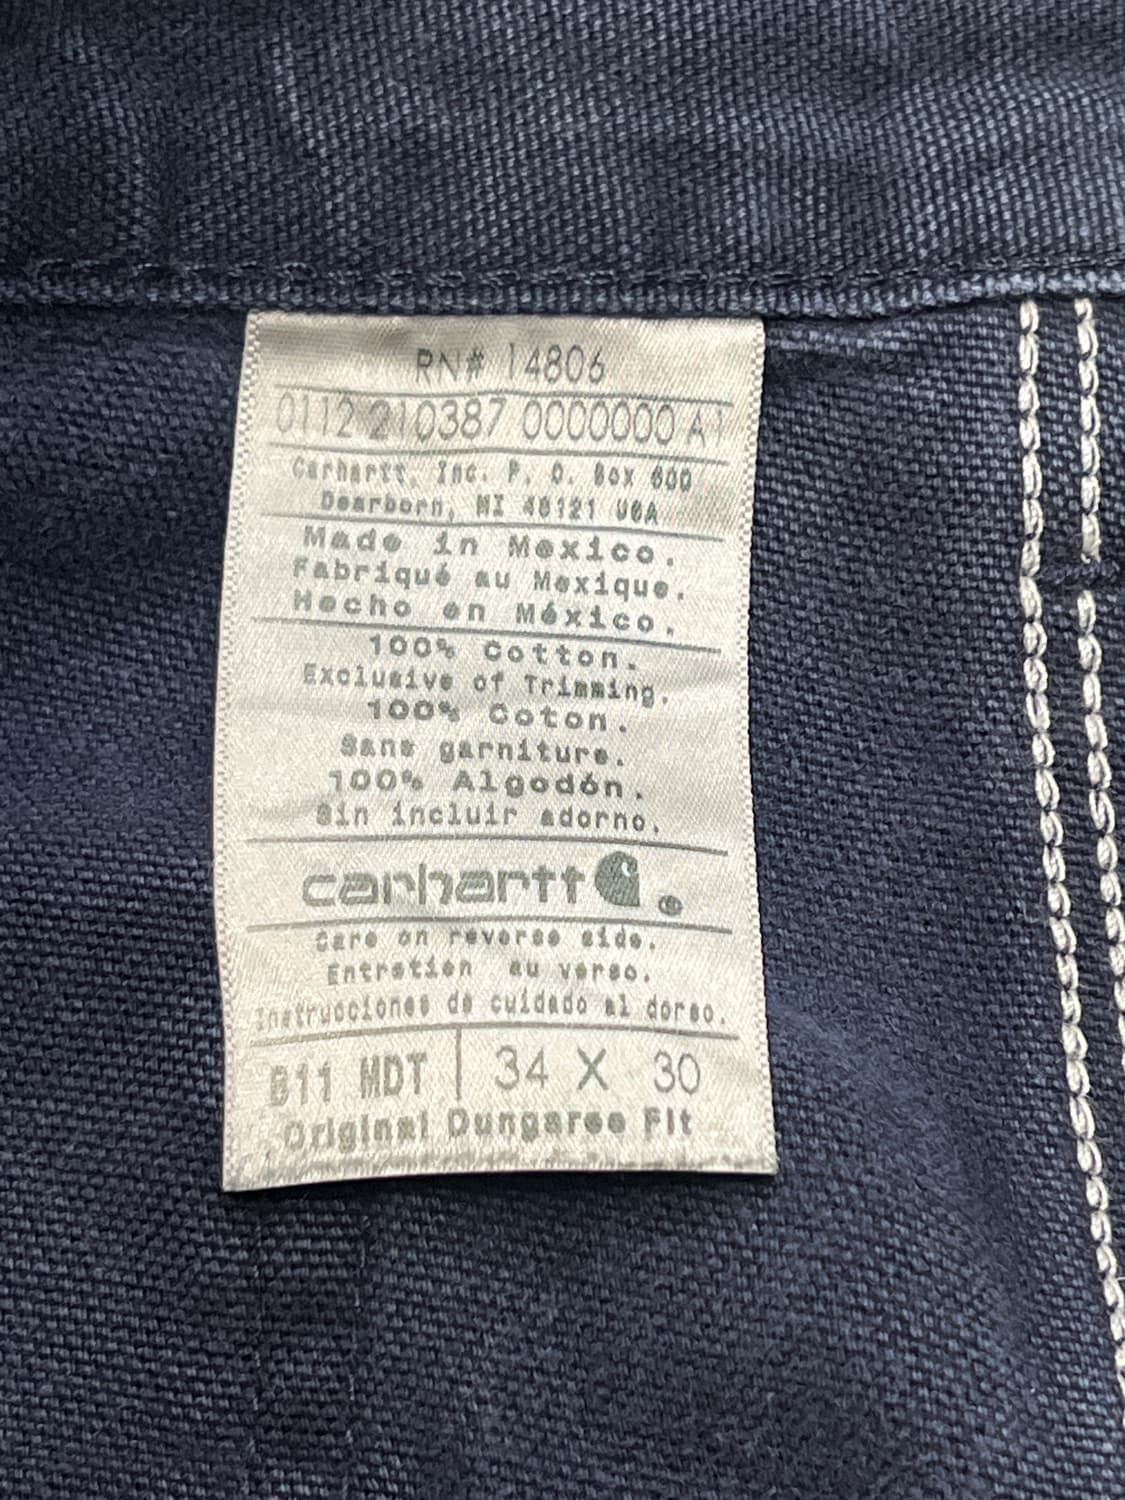 RN# 14806
0112 210387 0000000 A1
Carhartt, Inc. P. O. Box 600
Dearborn, MI 48121 USA
Made in Mexico.
Fabriqué au Mexique.
Hecho en México.
100% Cotton.
Exclusive of Trimming.
100% Coton.
Sans garniture.
100% Algodón.
Sin incluir adorno.
carhartt ®
Care on reverse side.
Entretien au verso.
Instrucciones de cuidado al dorso.
B11 MDT 34 X 30
Original Dungaree Fit